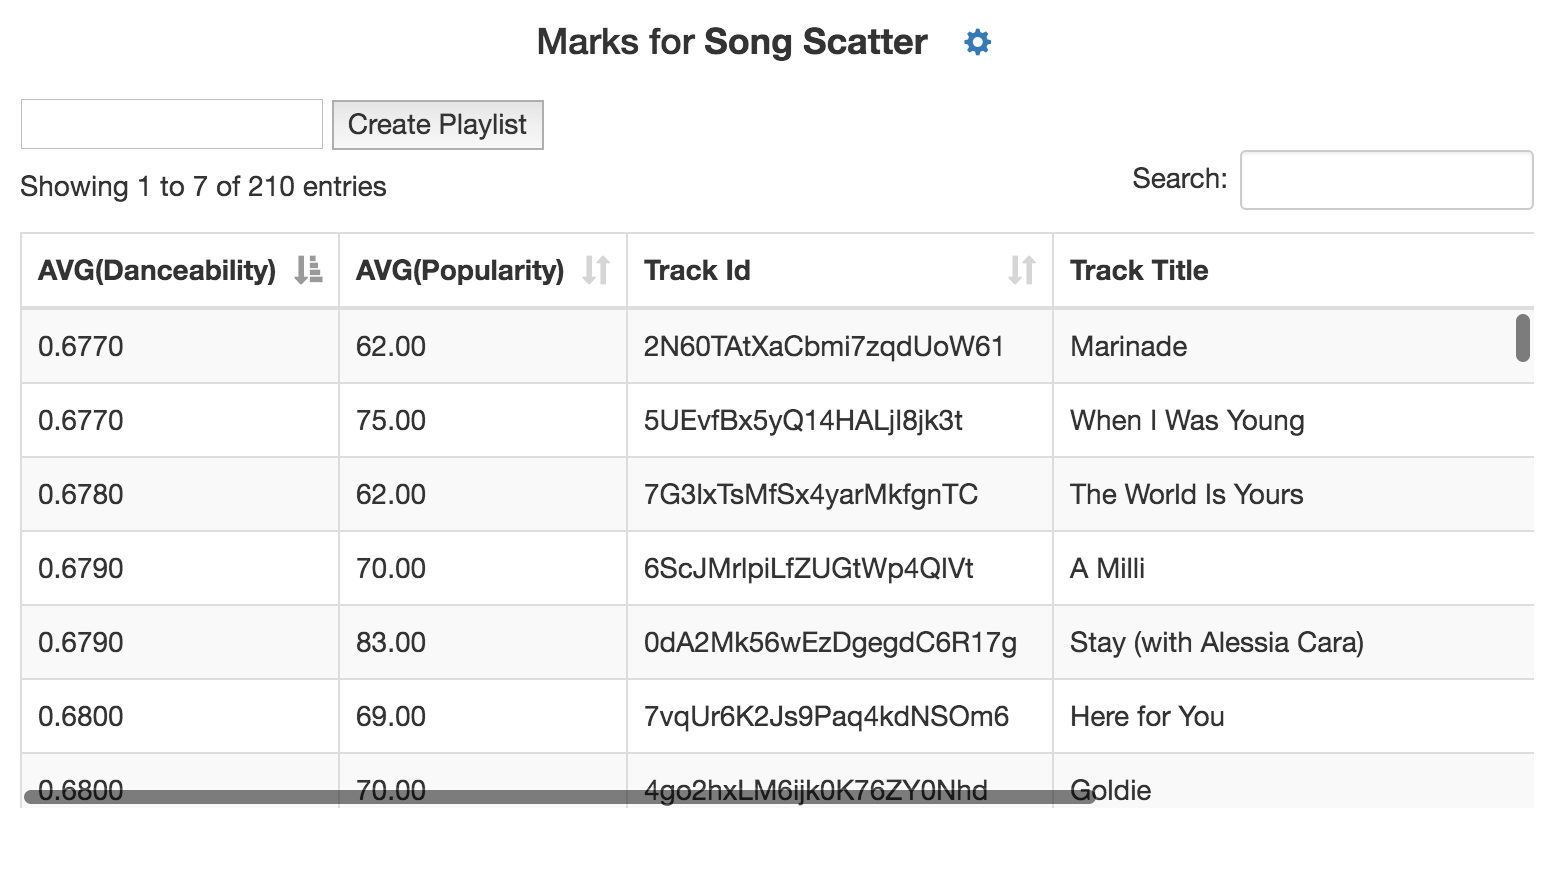 Marks for Song Scatter
Create Playlist
Showing 1 to 7 of 210 entries
Search:
AVG(Danceability) AVG(Popularity) Track Id Track Title
0.6770 62.00 2N60TAtXaCbmi7zqdUoW61 Marinade
0.6770 75.00 5UEvfBx5yQ14HALjI8jk3t When I Was Young
0.6780 62.00 7G3lxTsMfSx4yarMkfgnTC The World Is Yours
0.6790 70.00 6ScJMrlpiLfZUGtWp4QIVt A Milli
0.6790 83.00 0dA2Mk56wEzDgegdC6R17g Stay (with Alessia Cara)
0.6800 69.00 7vqUr6K2Js9Paq4kdNSOm6 Here for You
0.6800 70.00 4go2hxLM6ijk0K76ZY0Nhd Goldie